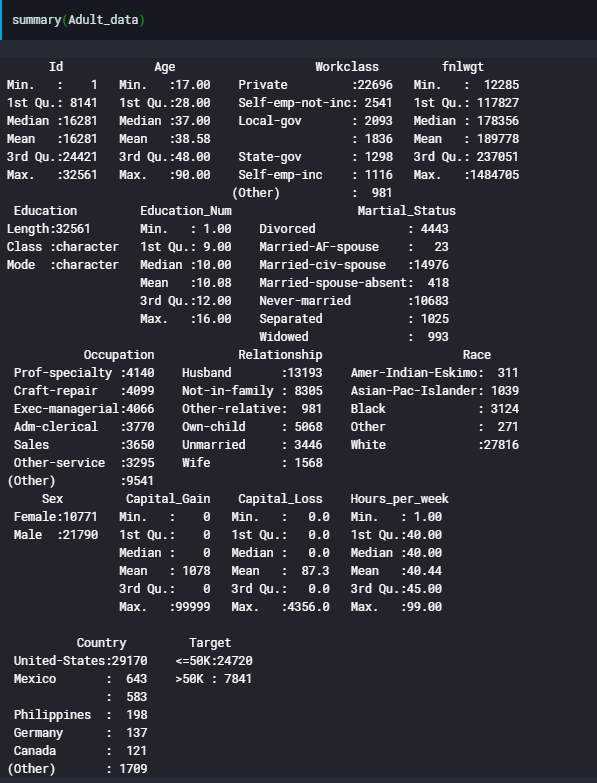 summary(Adult_data)
Id Age Workclass fnlwgt
Min. : 1 Min. :17.00 Private :22696 Min. : 12285
1st Qu.: 8141 1st Qu.:28.00 Self-emp-not-inc: 2541 1st Qu.: 117827
Median :16281 Median :37.00 Local-gov : 2093 Median : 178356
Mean :16281 Mean :38.58 : 1836 Mean : 189778
3rd Qu.:24421 3rd Qu.:48.00 State-gov : 1298 3rd Qu.: 237051
Max. :32561 Max. :90.00 Self-emp-inc : 1116 Max. :1484705
(Other) : 981
Education Education_Num Martial_Status
Length:32561 Min. : 1.00 Divorced : 4443
Class :character 1st Qu.: 9.00 Married-AF-spouse : 23
Mode :character Median :10.00 Married-civ-spouse :14976
Mean :10.08 Married-spouse-absent: 418
3rd Qu.:12.00 Never-married :10683
Max. :16.00 Separated : 1025
Widowed : 993
Occupation Relationship Race
Prof-specialty :4140 Husband :13193 Amer-Indian-Eskimo: 311
Craft-repair :4099 Not-in-family : 8305 Asian-Pac-Islander: 1039
Exec-managerial:4066 Other-relative: 981 Black : 3124
Adm-clerical :3770 Own-child : 5068 Other : 271
Sales :3650 Unmarried : 3446 White :27816
Other-service :3295 Wife : 1568
(Other) :9541
Sex Capital_Gain Capital_Loss Hours_per_week
Female:10771 Min. : 0 Min. : 0.0 Min. : 1.00
Male :21790 1st Qu.: 0 1st Qu.: 0.0 1st Qu.:40.00
Median : 0 Median : 0.0 Median :40.00
Mean : 1078 Mean : 87.3 Mean :40.44
3rd Qu.: 0 3rd Qu.: 0.0 3rd Qu.:45.00
Max. :99999 Max. :4356.0 Max. :99.00
Country Target
United-States:29170 <=50K:24720
Mexico : 643 >50K : 7841
: 583
Philippines : 198
Germany : 137
Canada : 121
(Other) : 1709